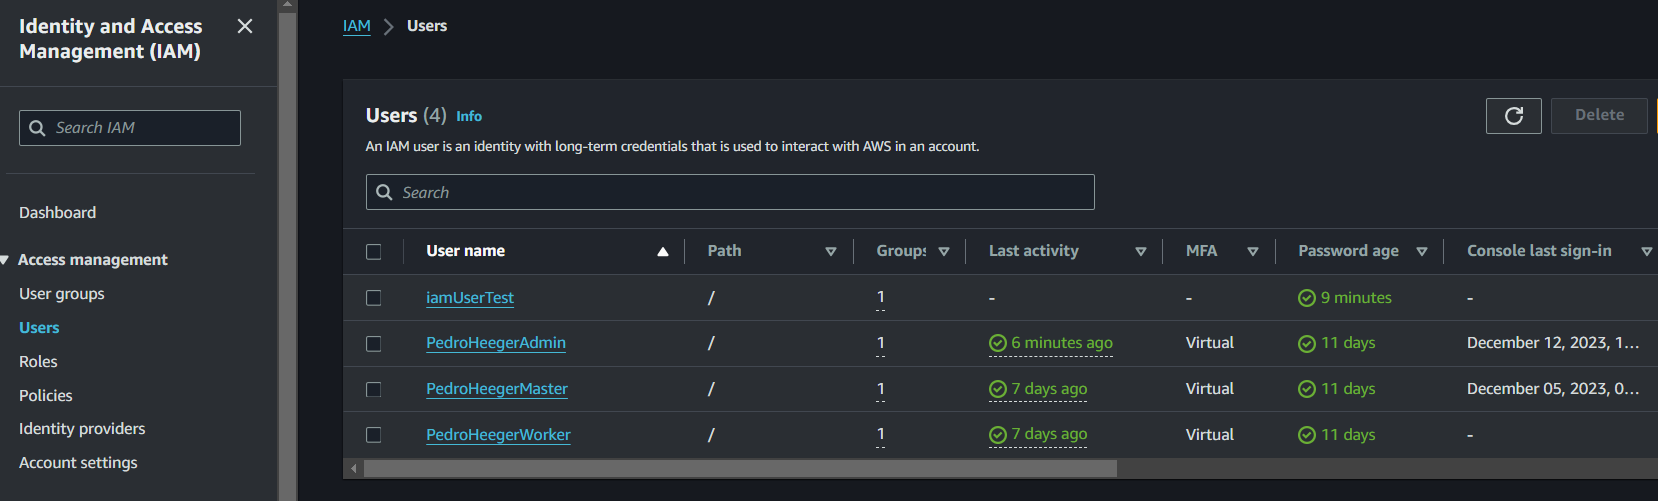 Identity and Access
Management (IAM)
Search IAM
Dashboard
Access management
User groups
Users
Roles
Policies
Identity providers
Account settings
IAM > Users
Users (4) Info
Delete
An IAM user is an identity with long-term credentials that is used to interact with AWS in an account.
Search
User name Path Groups Last activity MFA Password age Console last sign-in
iamUserTest / 1 - - 9 minutes -
PedroHeegerAdmin / 1 6 minutes ago Virtual 11 days December 12, 2023, 1...
PedroHeegerMaster / 1 7 days ago Virtual 11 days December 05, 2023, 0...
PedroHeegerWorker / 1 7 days ago Virtual 11 days -